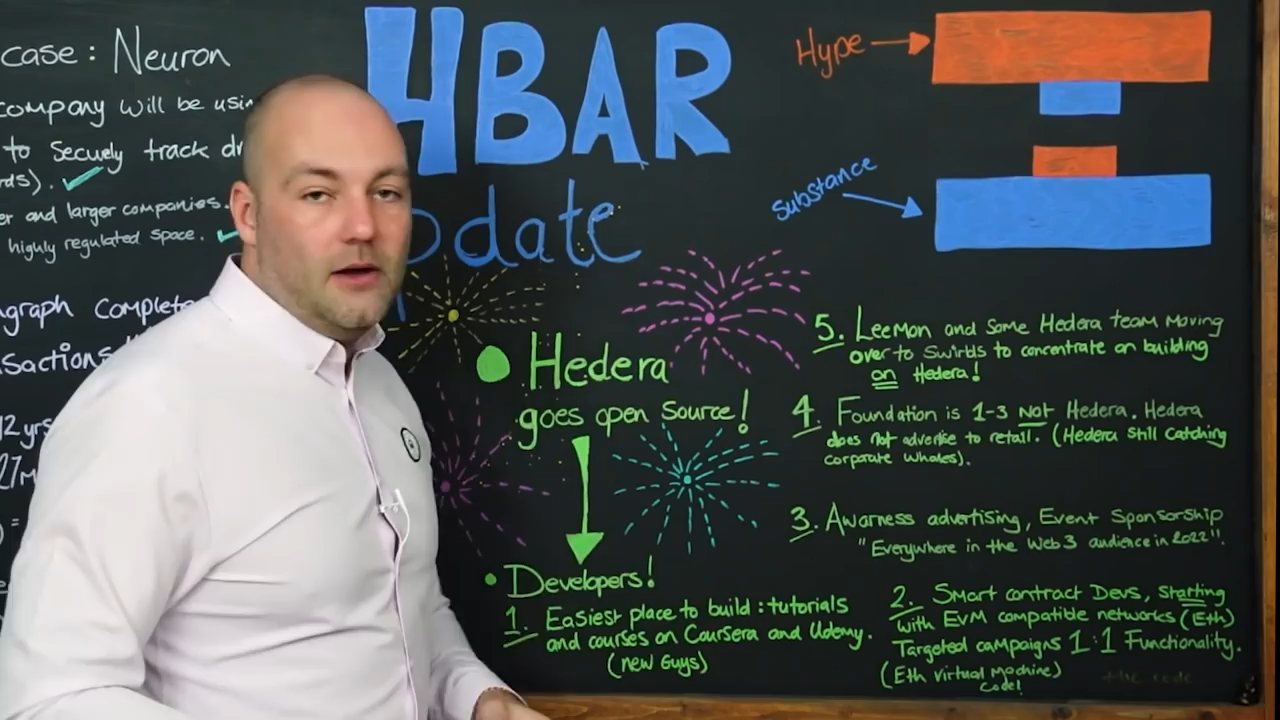 case: Neuron
company will be usin
to Securely track dr
rds). ✓
er and larger companies.
highly regulated space. ✓
agraph complete
sactions
12 yrs
27M
HBAR
pdate
Hype
Substance
• Hedera
goes open source!
• Developers!
1. Easiest place to build: tutorials
and courses on Coursera and Udemy.
(new guys)
5. Leemon and some Hedera team moving
over to Swirlds to concentrate on building
on Hedera!
4. Foundation is 1-3 Not Hedera. Hedera
does not advertise to retail. (Hedera still catching
corporate whales).
3. Awarness advertising, Event Sponsorship
"Everywhere in the Web3 audience in 2022".
2. Smart contract Devs, starting
with EVM compatible networks (Eth)
Targeted campaigns 1:1 Functionality.
(Eth Virtual Machine)
code!
the code